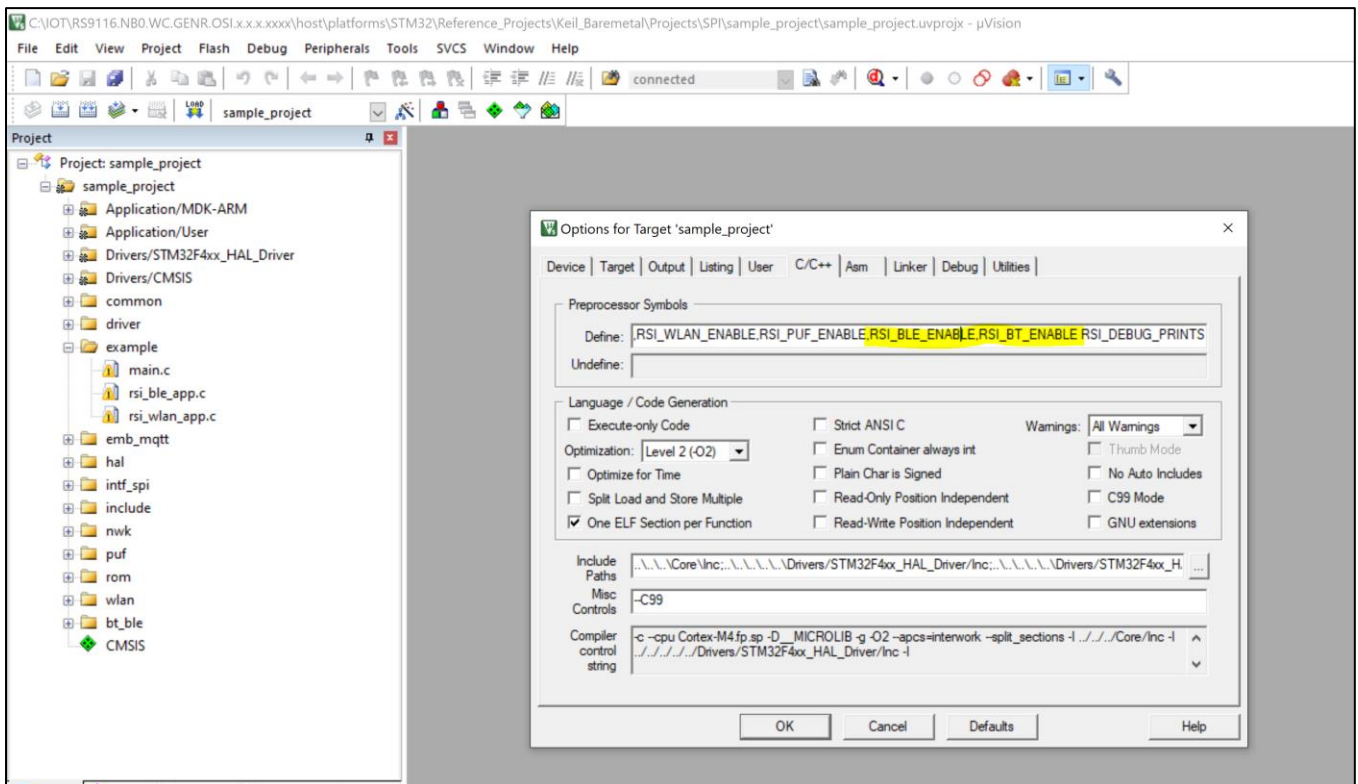 C:\IOT\RS9116.NB0.WC.GENR.OSI.x.x.x.xxxx\host\platforms\STM32\Reference_Projects\Keil_Baremetal\Projects\SPI\sample_project\sample_project.uvprojx - µVision
File Edit View Project Flash Debug Peripherals Tools SVCS Window Help
connected
LOAD sample_project
Project
Project: sample_project
sample_project
Application/MDK-ARM
Application/User
Drivers/STM32F4xx_HAL_Driver
Drivers/CMSIS
common
driver
example
main.c
rsi_ble_app.c
rsi_wlan_app.c
emb_mqtt
hal
intf_spi
include
nwk
puf
rom
wlan
bt_ble
CMSIS
Options for Target 'sample_project'
Device Target Output Listing User C/C++ Asm Linker Debug Utilities
Preprocessor Symbols
Define: ,RSI_WLAN_ENABLE,RSI_PUF_ENABLE,RSI_BLE_ENABLE,RSI_BT_ENABLE RSI_DEBUG_PRINTS
Undefine:
Language / Code Generation
Execute-only Code Strict ANSI C Warnings: All Warnings
Optimization: Level 2 (-O2) Enum Container always int Thumb Mode
Optimize for Time Plain Char is Signed No Auto Includes
Split Load and Store Multiple Read-Only Position Independent C99 Mode
One ELF Section per Function Read-Write Position Independent GNU extensions
Include Paths ..\..\..\Core\Inc;..\..\..\..\..\Drivers/STM32F4xx_HAL_Driver/Inc;..\..\..\..\..\Drivers/STM32F4xx_H. ...
Misc Controls --C99
Compiler control string -c --cpu Cortex-M4.fp.sp -D__MICROLIB -g -O2 --apcs=interwork --split_sections -I ../../../Core/Inc -I
../../../../../Drivers/STM32F4xx_HAL_Driver/Inc -I
OK Cancel Defaults Help